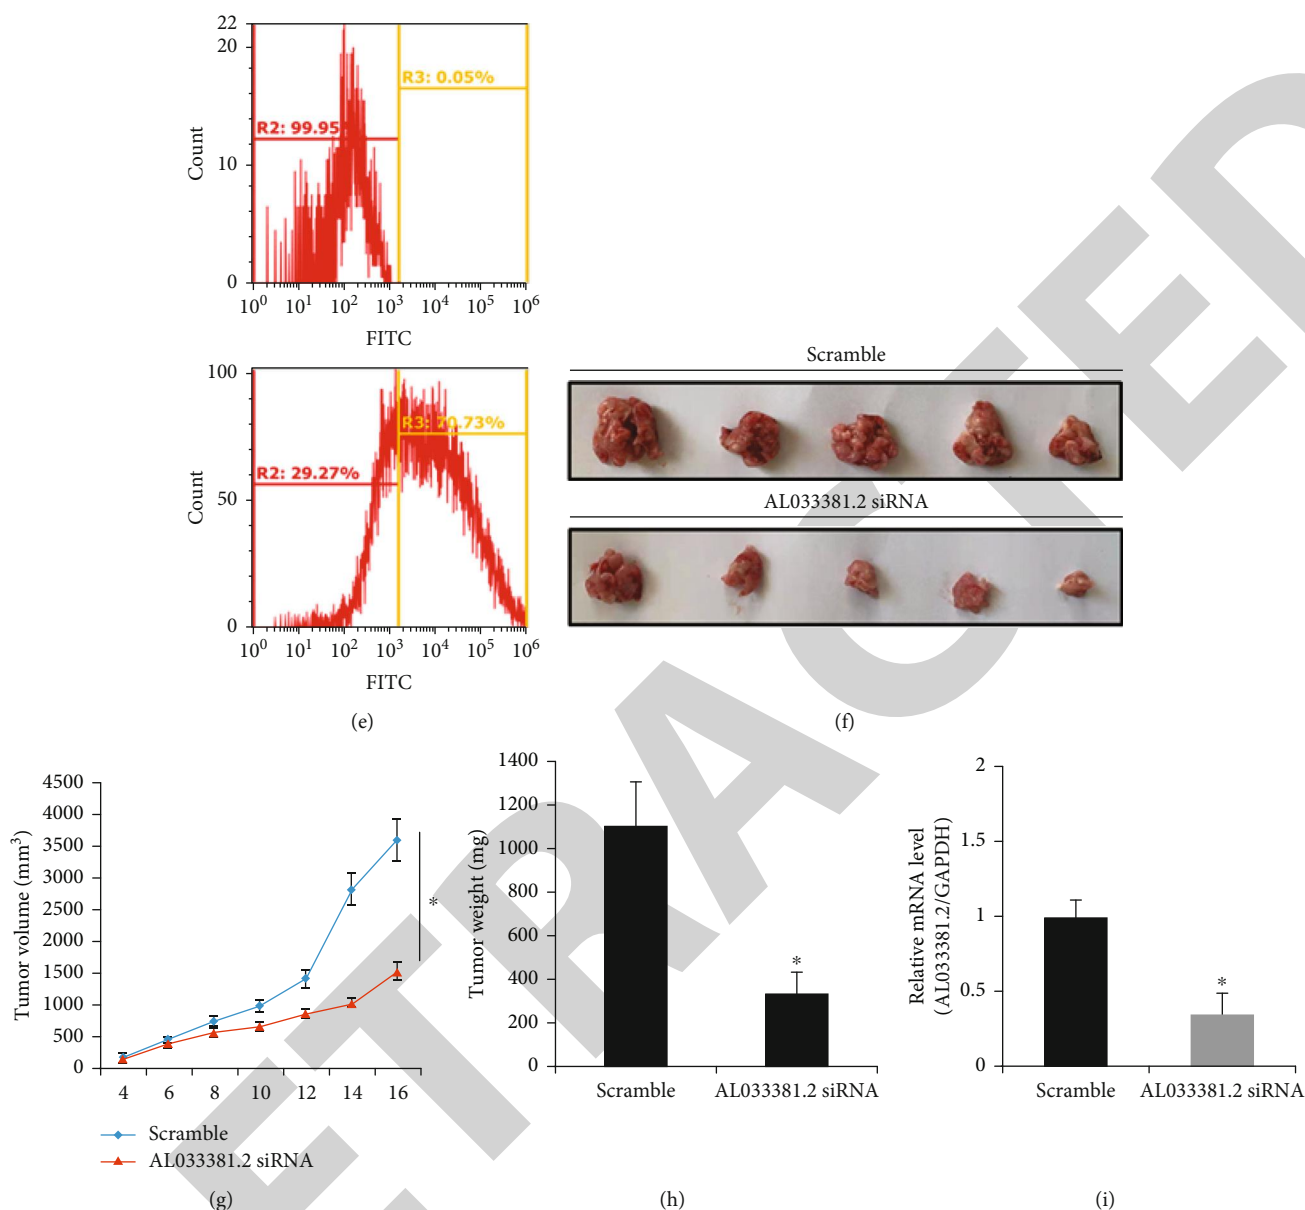 22
20
10
0
Count
R2: 99.95
R3: 0.05%
10⁰ 10¹ 10² 10³ 10⁴ 10⁵ 10⁶
FITC
100
50
0
Count
R2: 29.27%
R3: 70.73%
10⁰ 10¹ 10² 10³ 10⁴ 10⁵ 10⁶
FITC
(e)
Scramble
AL033381.2 siRNA
(f)
Tumor volume (mm³)
4500
4000
3500
3000
2500
2000
1500
1000
500
0
*
4 6 8 10 12 14 16
Scramble
AL033381.2 siRNA
(g)
Tumor weight (mg)
1400
1200
1000
800
600
400
200
0
*
Scramble AL033381.2 siRNA
(h)
Relative mRNA level
(AL033381.2/GAPDH)
2
1.5
1
0.5
0
*
Scramble AL033381.2 siRNA
(i)
ETRACTED